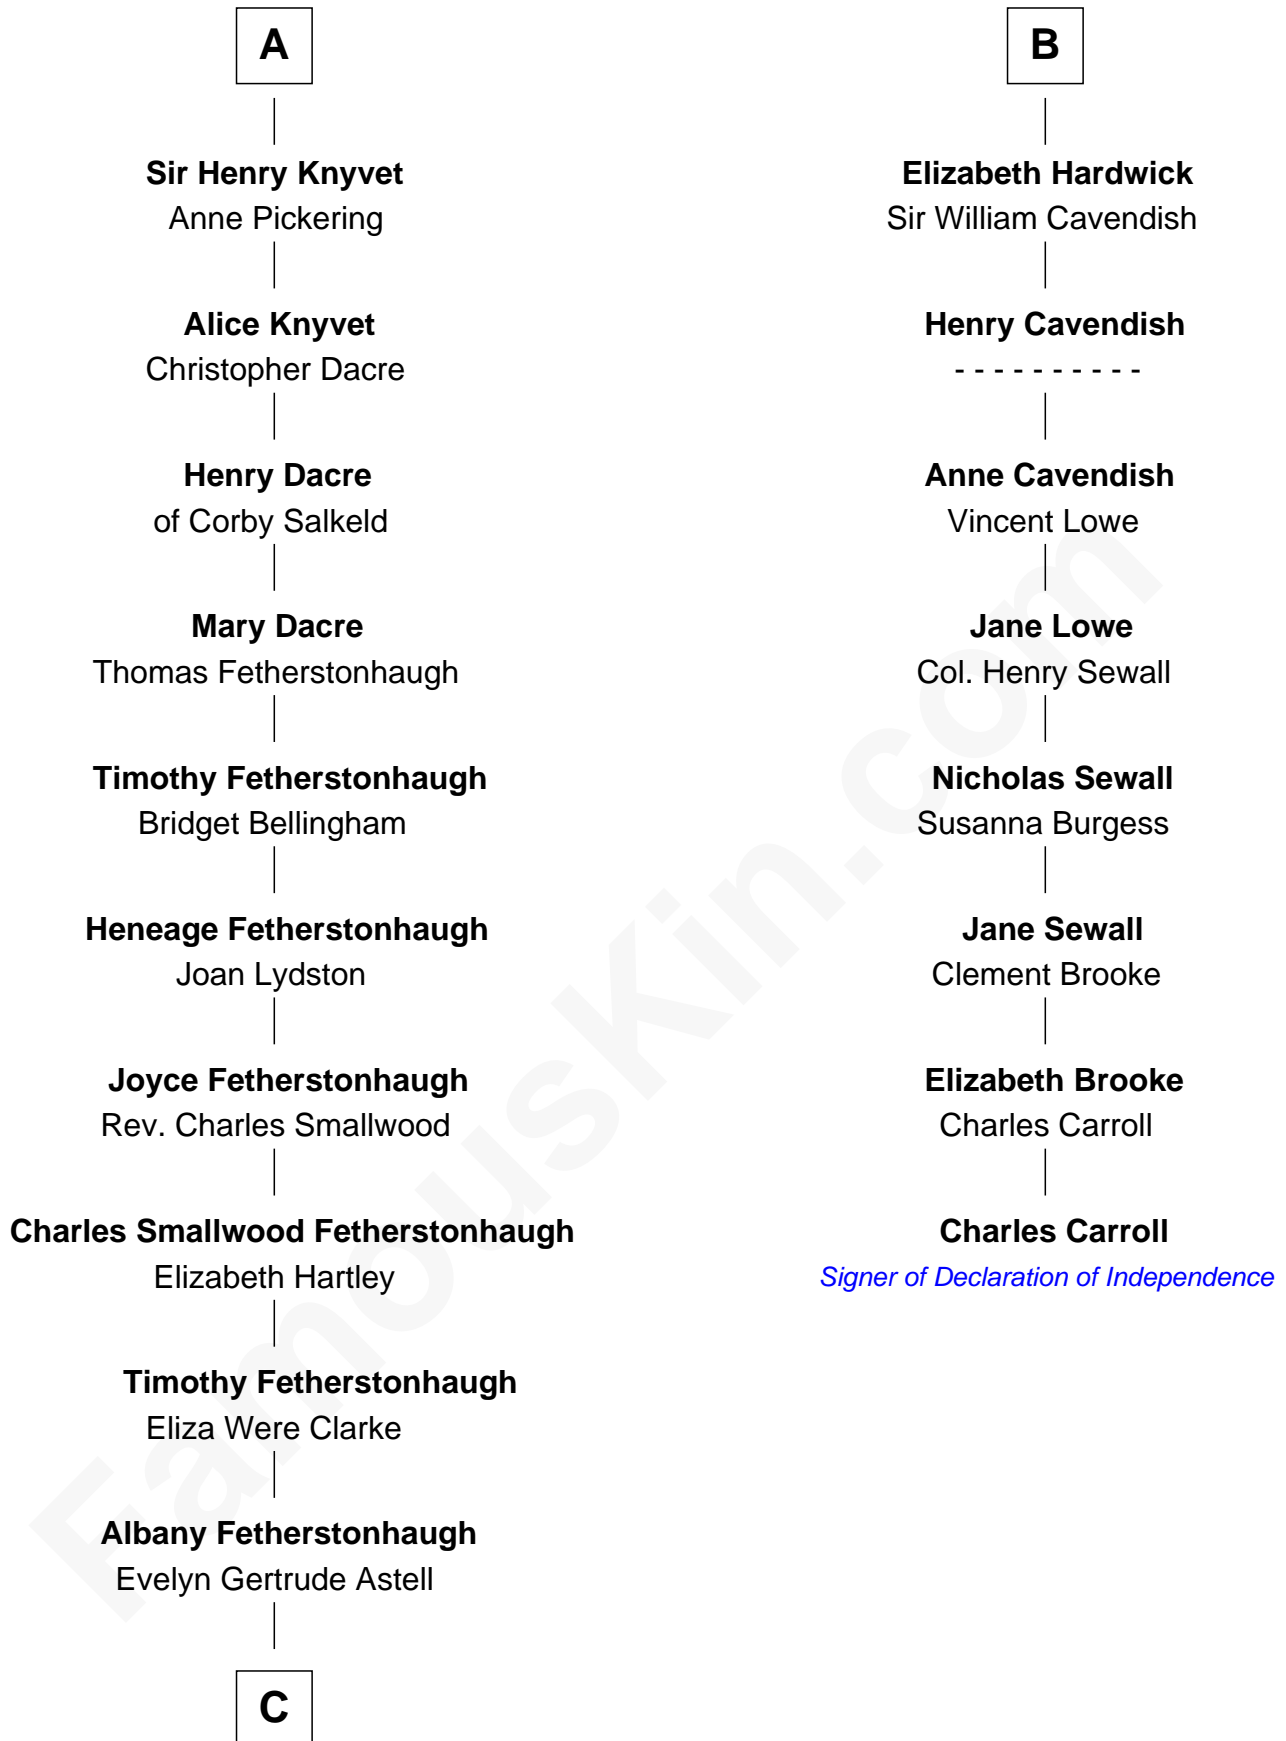 A
Sir Henry Knyvet
Anne Pickering
Alice Knyvet
Christopher Dacre
Henry Dacre
of Corby Salkeld
Mary Dacre
Thomas Fetherstonhaugh
Timothy Fetherstonhaugh
Bridget Bellingham
Heneage Fetherstonhaugh
Joan Lydston
Joyce Fetherstonhaugh
Rev. Charles Smallwood
Charles Smallwood Fetherstonhaugh
Elizabeth Hartley
Timothy Fetherstonhaugh
Eliza Were Clarke
Albany Fetherstonhaugh
Evelyn Gertrude Astell
C
B
Elizabeth Hardwick
Sir William Cavendish
Henry Cavendish
- - - - - - - - - -
Anne Cavendish
Vincent Lowe
Jane Lowe
Col. Henry Sewall
Nicholas Sewall
Susanna Burgess
Jane Sewall
Clement Brooke
Elizabeth Brooke
Charles Carroll
Charles Carroll
Signer of Declaration of Independence
FamousKin.com